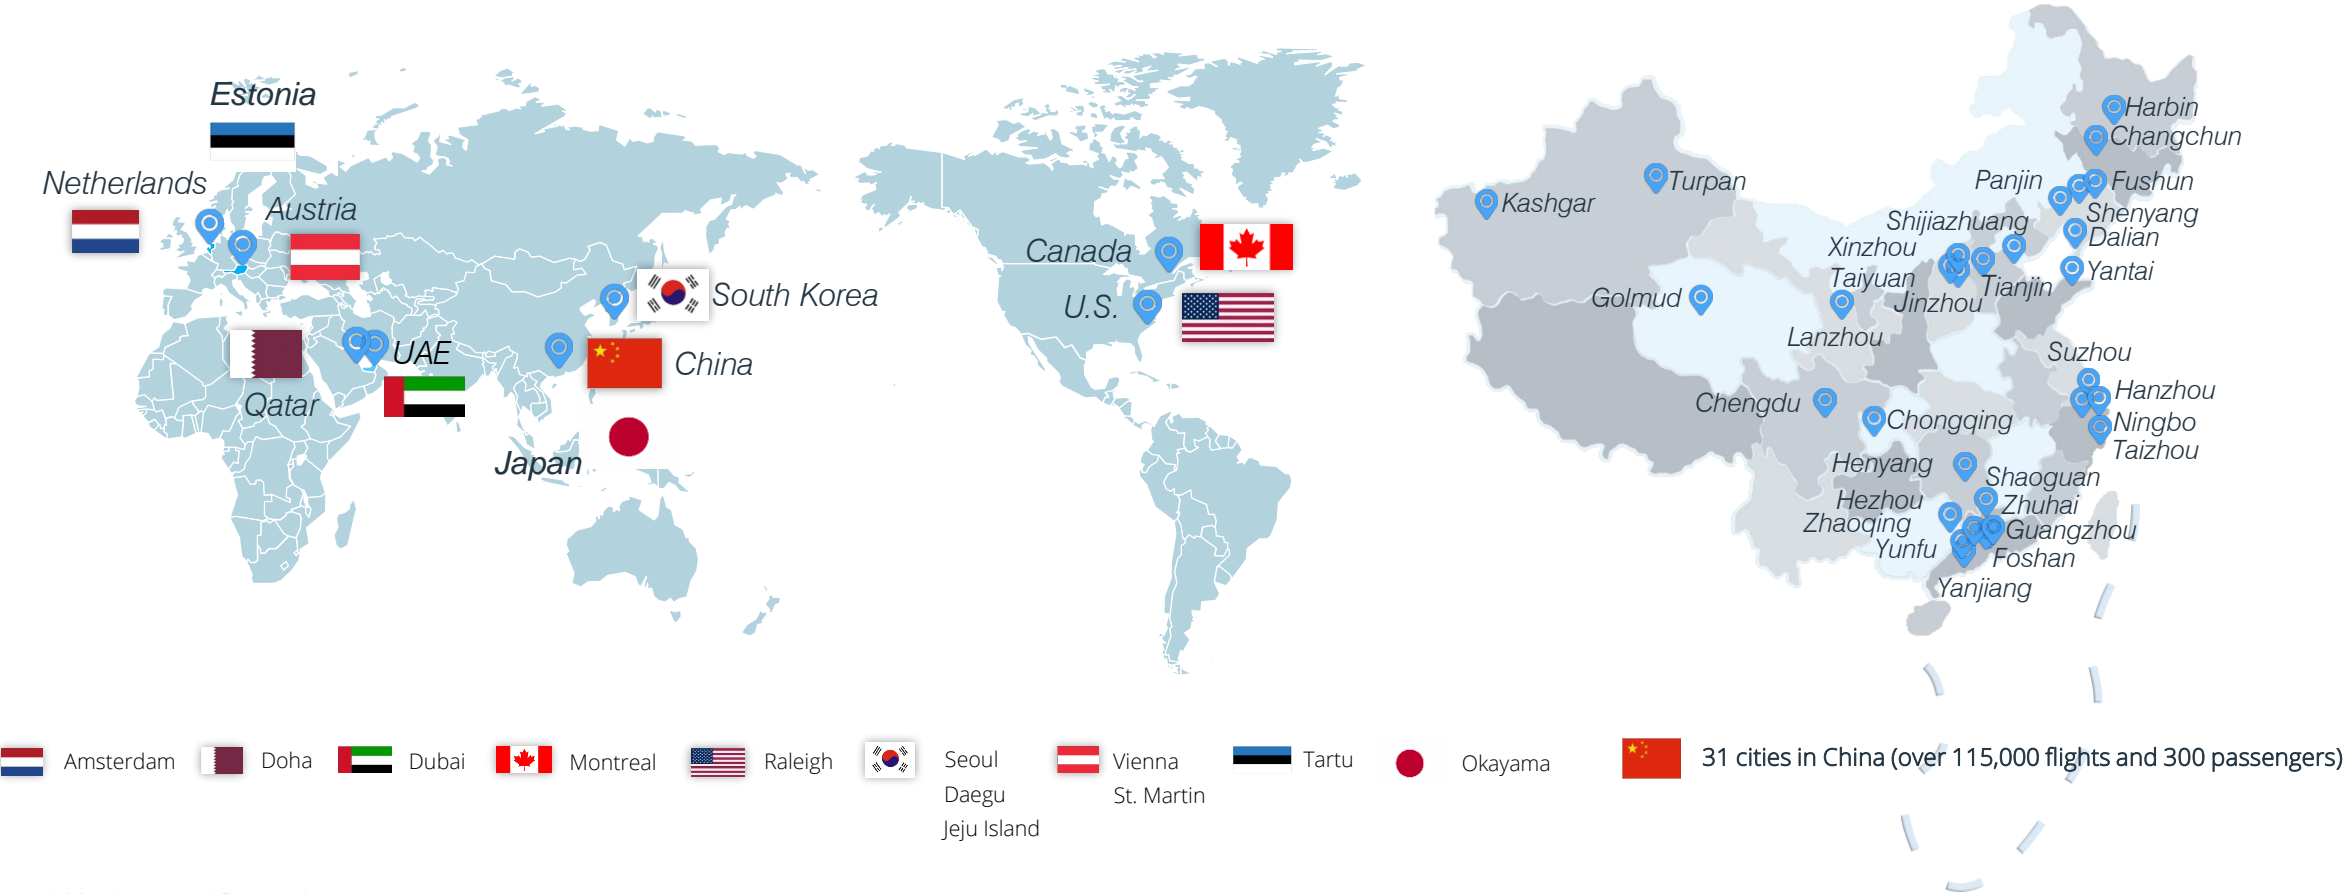 Estonia
Netherlands
Austria
South Korea
UAE
China
Qatar
Japan
Canada
U.S.
Harbin
Changchun
Turpan
Kashgar
Panjin
Fushun
Shenyang
Shijiazhuang
Dalian
Xinzhou
Yantai
Taiyuan
Tianjin
Golmud
Jinzhou
Lanzhou
Suzhou
Hanzhou
Chengdu
Chongqing
Ningbo
Taizhou
Henyang
Shaoguan
Hezhou
Zhuhai
Zhaoqing
Guangzhou
Yunfu
Foshan
Yanjiang
Amsterdam
Doha
Dubai
Montreal
Raleigh
Seoul
Daegu
Jeju Island
Vienna
St. Martin
Tartu
Okayama
31 cities in China (over 115,000 flights and 300 passengers)